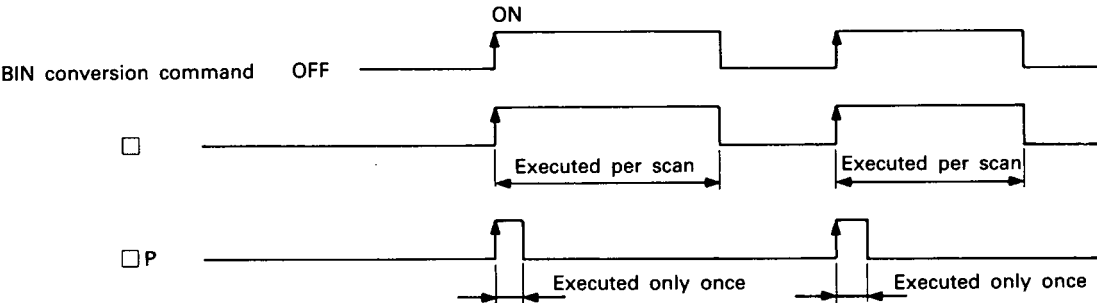 ON
BIN conversion command OFF
□
Executed per scan Executed per scan
□P
Executed only once Executed only once